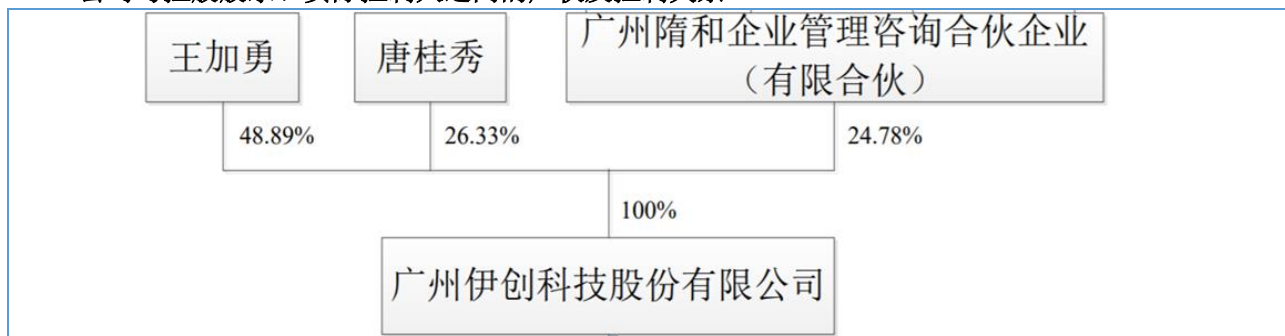 王加勇
唐桂秀
广州隋和企业管理咨询合伙企业
（有限合伙）
48.89%
26.33%
24.78%
100%
广州伊创科技股份有限公司